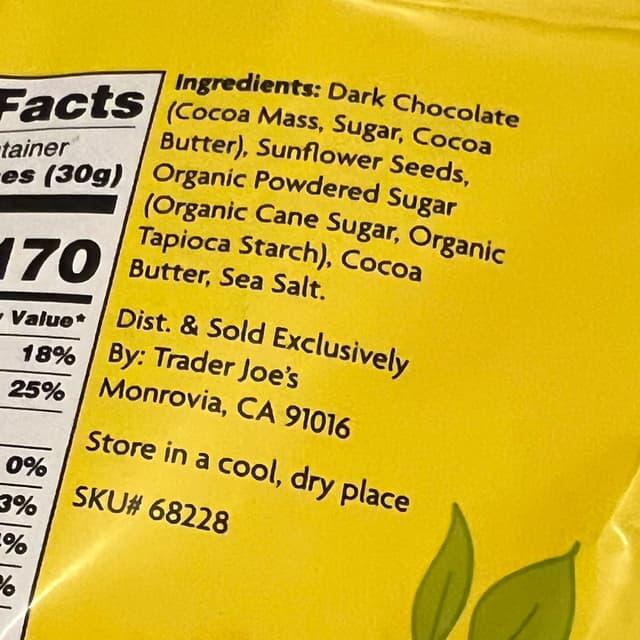 Facts
tainer
es (30g)
170
Value*
18%
25%
0%
3%
%
%
Ingredients: Dark Chocolate
(Cocoa Mass, Sugar, Cocoa
Butter), Sunflower Seeds,
Organic Powdered Sugar
(Organic Cane Sugar, Organic
Tapioca Starch), Cocoa
Butter, Sea Salt.
Dist. & Sold Exclusively
By: Trader Joe's
Monrovia, CA 91016
Store in a cool, dry place
SKU# 68228